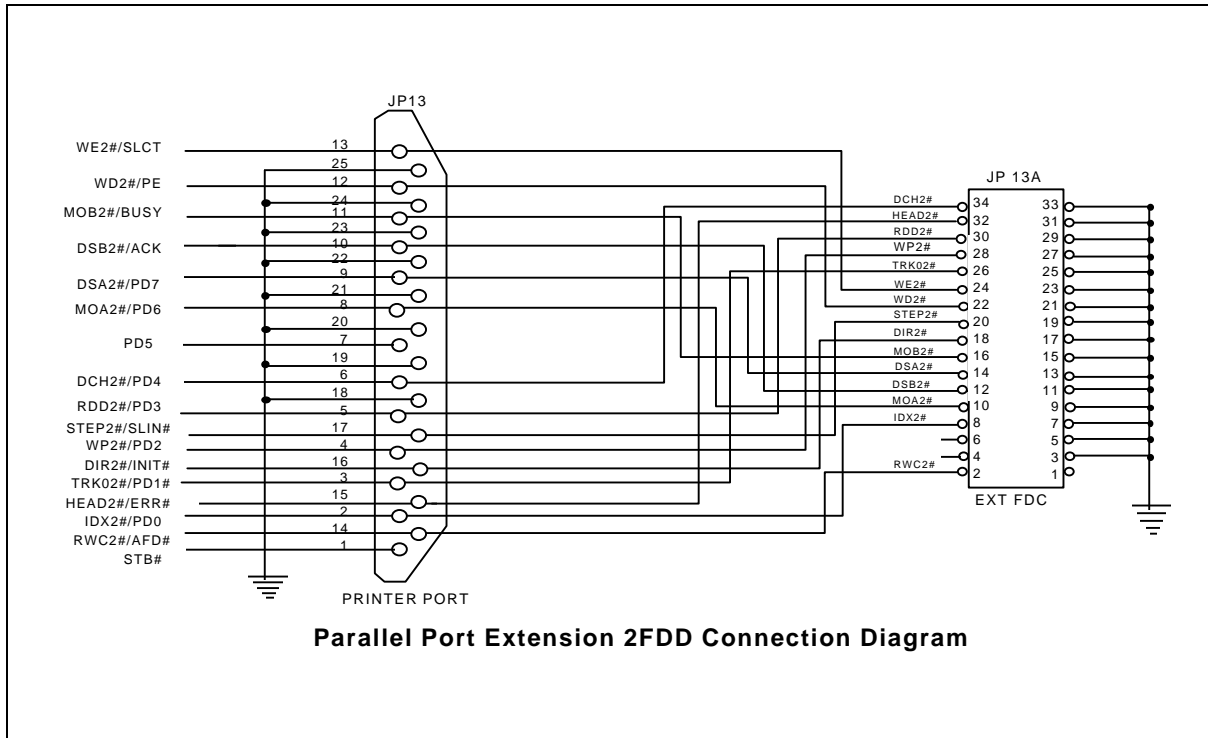 JP13
WE2#/SLCT 13
25
WD2#/PE 12
24
MOB2#/BUSY 11
23
DSB2#/ACK 10
22
DSA2#/PD7 9
21
MOA2#/PD6 8
20
PD5 7
19
DCH2#/PD4 6
18
RDD2#/PD3 5
STEP2#/SLIN# 17
WP2#/PD2 4
DIR2#/INIT# 16
TRK02#/PD1# 3
HEAD2#/ERR# 15
IDX2#/PD0 2
RWC2#/AFD# 14
STB# 1
PRINTER PORT
JP 13A
DCH2# 34 33
HEAD2# 32 31
RDD2# 30 29
WP2# 28 27
TRK02# 26 25
WE2# 24 23
WD2# 22 21
STEP2# 20 19
DIR2# 18 17
MOB2# 16 15
DSA2# 14 13
DSB2# 12 11
MOA2# 10 9
IDX2# 8 7
6 5
4 3
RWC2# 2 1
EXT FDC
Parallel Port Extension 2FDD Connection Diagram